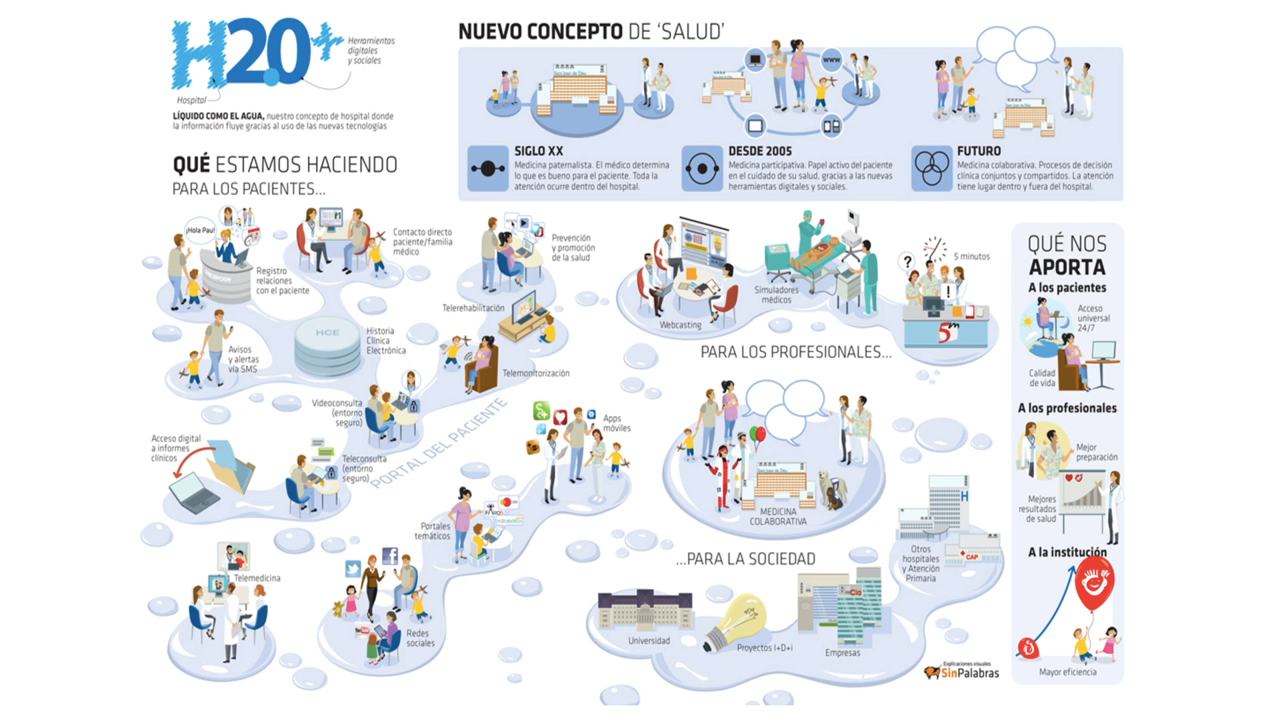 H2.0+
Herramientas
digitales
y sociales
Hospital
LÍQUIDO COMO EL AGUA, nuestro concepto de hospital donde
la información fluye gracias al uso de las nuevas tecnologías
NUEVO CONCEPTO DE ‘SALUD’
San Joan de Déu
www
SIGLO XX
Medicina paternalista. El médico determina
lo que es bueno para el paciente. Toda la
atención ocurre dentro del hospital.
DESDE 2005
Medicina participativa. Papel activo del paciente
en el cuidado de su salud, gracias a las nuevas
herramientas digitales y sociales.
FUTURO
Medicina colaborativa. Procesos de decisión
clínica conjuntos y compartidos. La atención
tiene lugar dentro y fuera del hospital.
QUÉ ESTAMOS HACIENDO
PARA LOS PACIENTES...
¡Hola Pau!
Registro
relaciones
con el paciente
Contacto directo
paciente/familia
médico
Prevención
y promoción
de la salud
Telerehabilitación
Avisos
y alertas
vía SMS
HCE
Historia
Clínica
Electrónica
Telemonitorización
Videoconsulta
(entorno
seguro)
PORTAL DEL PACIENTE
Acceso digital
a informes
clínicos
Teleconsulta
(entorno
seguro)
Apps
móviles
Portales
temáticos
Telemedicina
Redes
sociales
Webcasting
Simuladores
médicos
?
!
5 minutos
5m
PARA LOS PROFESIONALES...
MEDICINA
COLABORATIVA
...PARA LA SOCIEDAD
H
CAP
Otros
hospitales
y Atención
Primaria
Universidad
Proyectos I+D+i
Empresas
Explicaciones visuales
SinPalabras
QUÉ NOS
APORTA
A los pacientes
Acceso
universal
24/7
Calidad
de vida
A los profesionales
Mejor
preparación
Mejores
resultados
de salud
A la institución
Mayor eficiencia